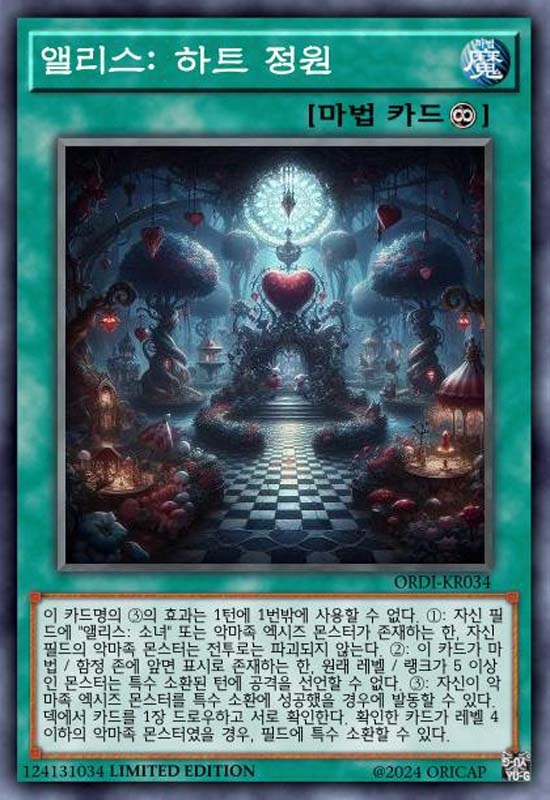 앨리스: 하트 정원
마법
魔
[마법 카드♾]
ORDI-KR034
이 카드명의 ③의 효과는 1턴에 1번밖에 사용할 수 없다. ①: 자신 필
드에 "앨리스: 소녀" 또는 악마족 엑시즈 몬스터가 존재하는 한, 자신
필드의 악마족 몬스터는 전투로는 파괴되지 않는다. ②: 이 카드가 마
법 / 함정 존에 앞면 표시로 존재하는 한, 원래 레벨 / 랭크가 5 이상
인 몬스터는 특수 소환된 턴에 공격을 선언할 수 없다. ③: 자신이 악
마족 엑시즈 몬스터를 특수 소환에 성공했을 경우에 발동할 수 있다.
덱에서 카드를 1장 드로우하고 서로 확인한다. 확인한 카드가 레벨 4
이하의 악마족 몬스터였을 경우, 필드에 특수 소환할 수 있다.
124131034 LIMITED EDITION
@2024 ORICAP
YU-G